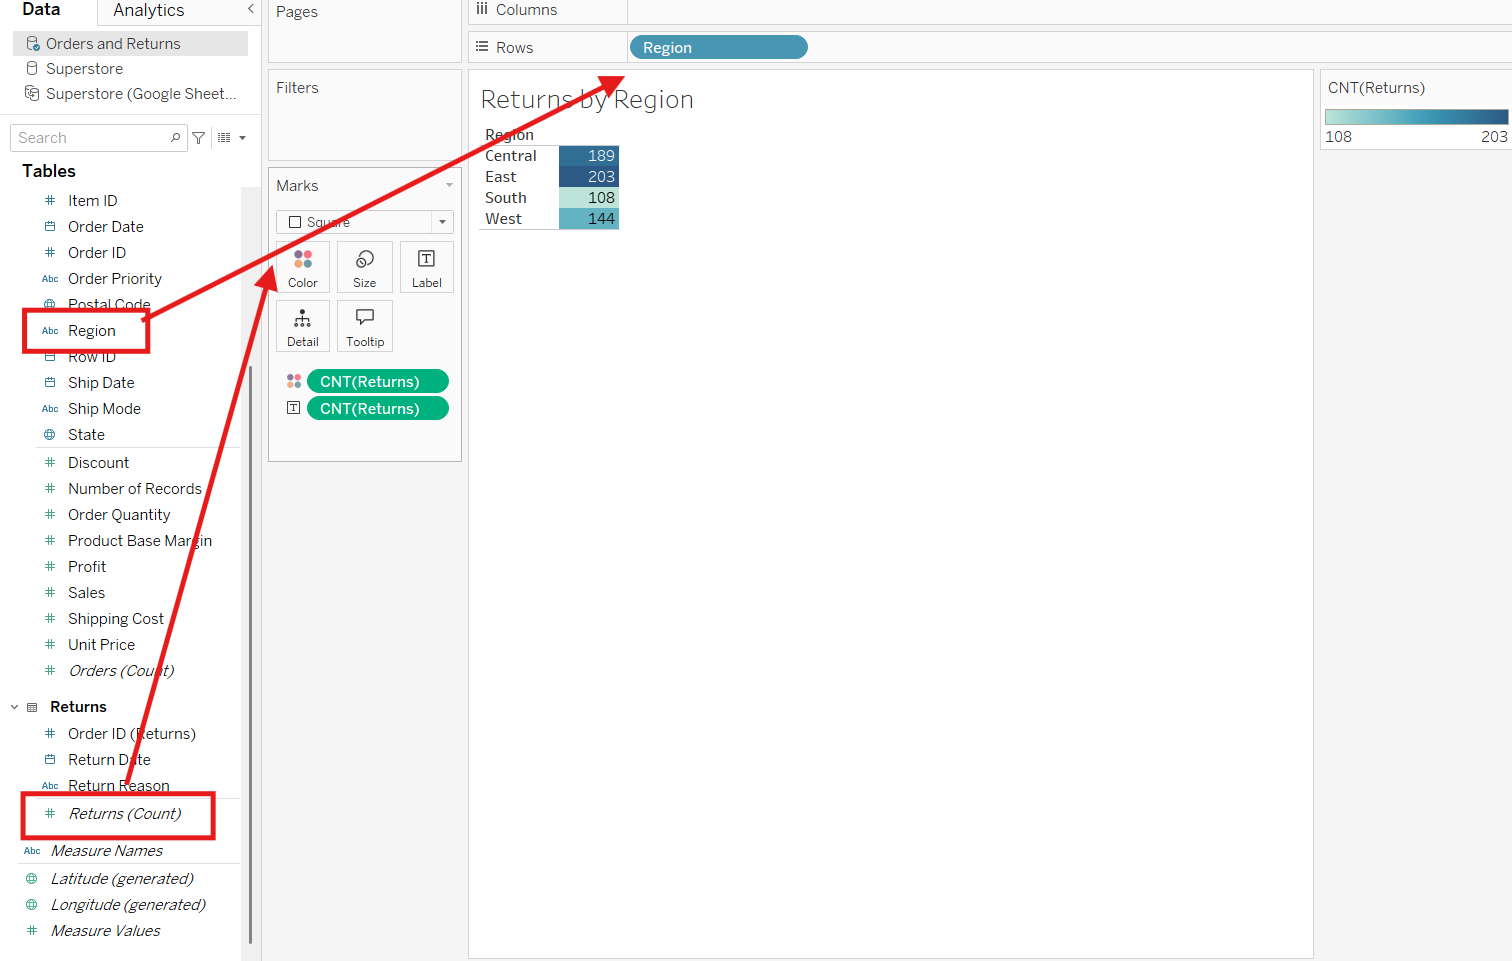 Data
Analytics
Orders and Returns
Superstore
Superstore (Google Sheet...
Search
Tables
Item ID
Order Date
Order ID
Abc Order Priority
Postal Code
Abc Region
Row ID
Ship Date
Abc Ship Mode
State
Discount
Number of Records
Order Quantity
Product Base Margin
Profit
Sales
Shipping Cost
Unit Price
Orders (Count)
Returns
Order ID (Returns)
Return Date
Abc Return Reason
Returns (Count)
Abc Measure Names
Latitude (generated)
Longitude (generated)
Measure Values
Pages
Filters
Marks
Square
Color
Size
Label
Detail
Tooltip
CNT(Returns)
CNT(Returns)
Columns
Rows
Region
Returns by Region
Region
Central 189
East 203
South 108
West 144
CNT(Returns)
108 203